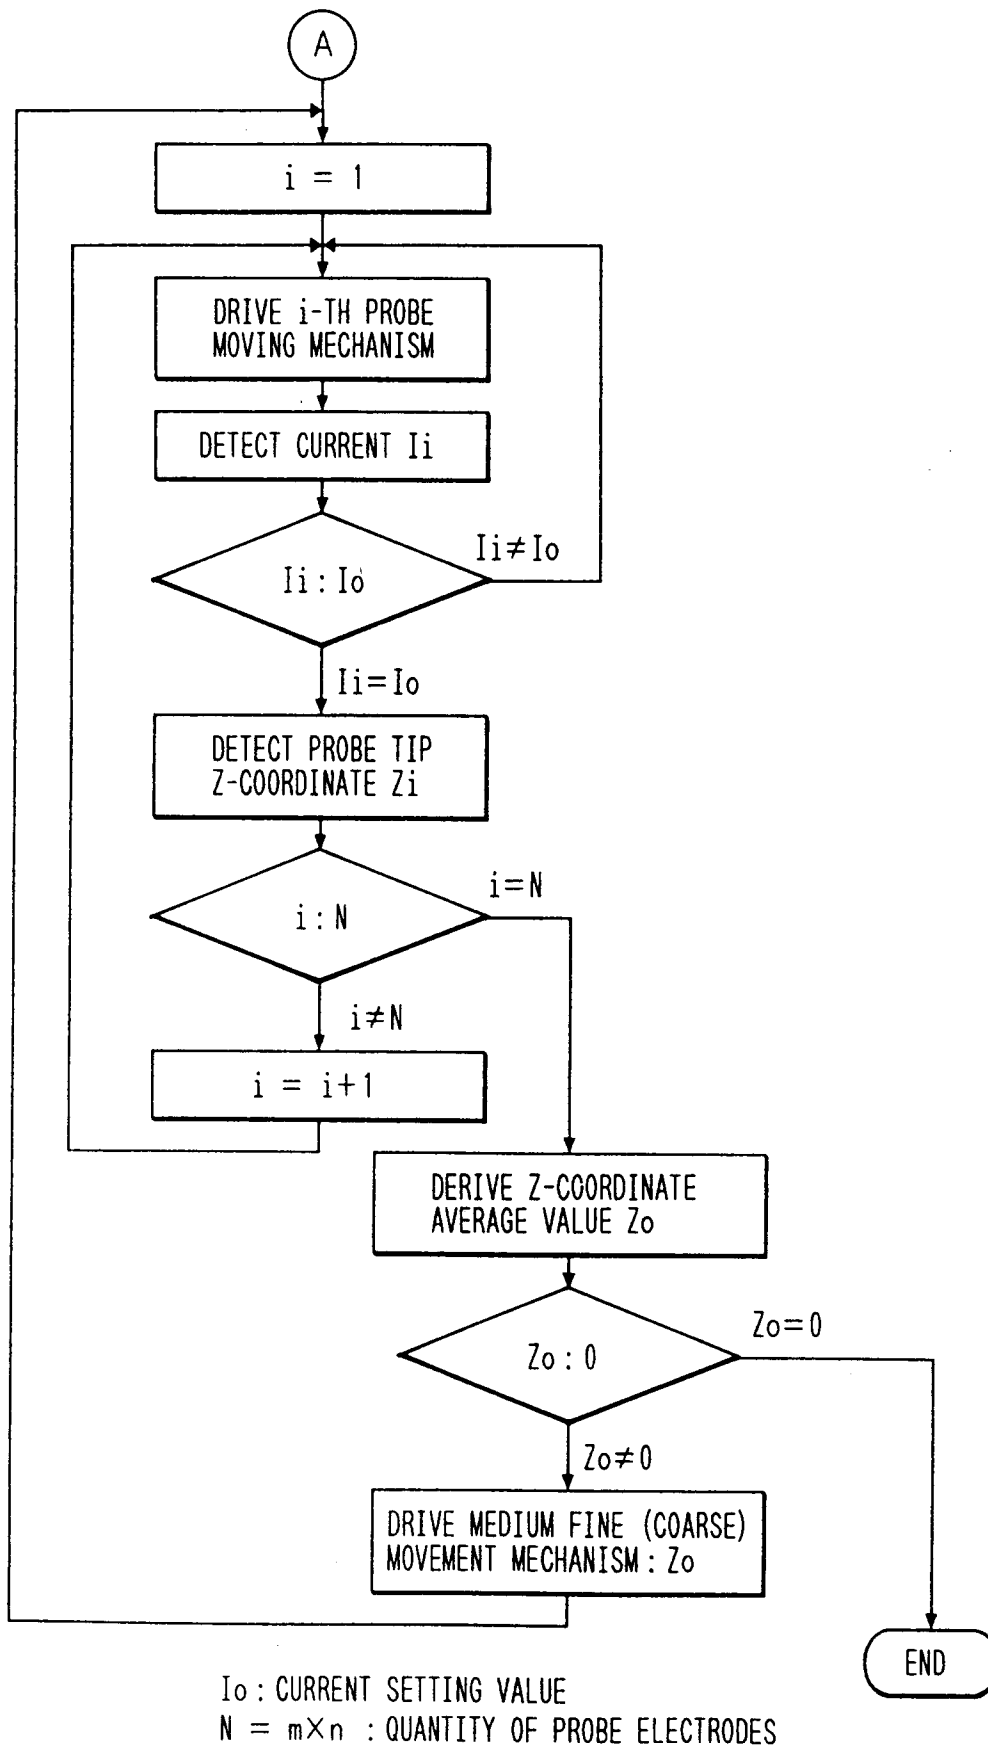 A
i = 1
DRIVE i-TH PROBE
MOVING MECHANISM
DETECT CURRENT Ii
Ii≠Io
Ii : Io
Ii=Io
DETECT PROBE TIP
Z-COORDINATE Zi
i=N
i : N
i≠N
i = i+1
DERIVE Z-COORDINATE
AVERAGE VALUE Zo
Zo=0
Zo : 0
Zo≠0
DRIVE MEDIUM FINE (COARSE)
MOVEMENT MECHANISM : Zo
END
Io : CURRENT SETTING VALUE
N = m×n : QUANTITY OF PROBE ELECTRODES